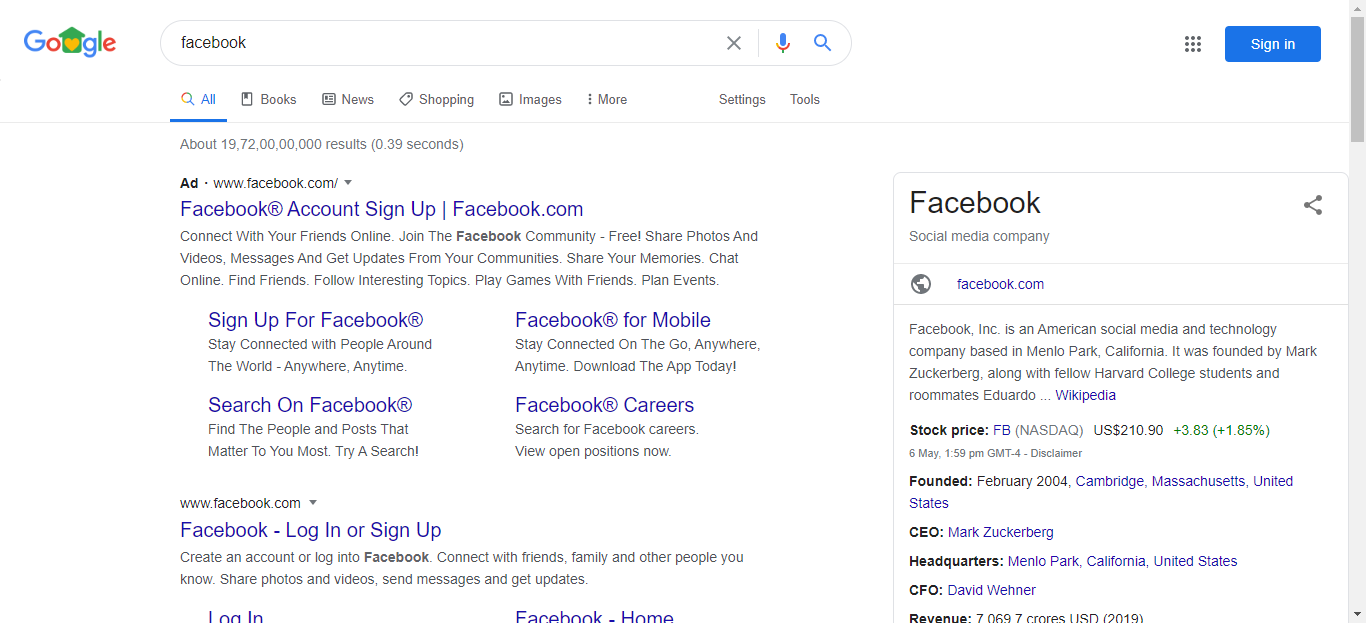 Google
facebook
Sign in
All
Books
News
Shopping
Images
More
Settings
Tools
About 19,72,00,00,000 results (0.39 seconds)
Ad · www.facebook.com/
Facebook® Account Sign Up | Facebook.com
Connect With Your Friends Online. Join The Facebook Community - Free! Share Photos And
Videos, Messages And Get Updates From Your Communities. Share Your Memories. Chat
Online. Find Friends. Follow Interesting Topics. Play Games With Friends. Plan Events.
Sign Up For Facebook®
Stay Connected with People Around
The World - Anywhere, Anytime.
Facebook® for Mobile
Stay Connected On The Go, Anywhere,
Anytime. Download The App Today!
Search On Facebook®
Find The People and Posts That
Matter To You Most. Try A Search!
Facebook® Careers
Search for Facebook careers.
View open positions now.
www.facebook.com
Facebook - Log In or Sign Up
Create an account or log into Facebook. Connect with friends, family and other people you
know. Share photos and videos, send messages and get updates.
Log In
Facebook - Home
Facebook
Social media company
facebook.com
Facebook, Inc. is an American social media and technology
company based in Menlo Park, California. It was founded by Mark
Zuckerberg, along with fellow Harvard College students and
roommates Eduardo ... Wikipedia
Stock price: FB (NASDAQ) US$210.90 +3.83 (+1.85%)
6 May, 1:59 pm GMT-4 - Disclaimer
Founded: February 2004, Cambridge, Massachusetts, United
States
CEO: Mark Zuckerberg
Headquarters: Menlo Park, California, United States
CFO: David Wehner
Revenue: 7,069.7 crores USD (2019)